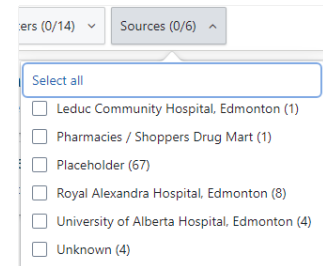 ers (0/14) Sources (0/6)
Select all
Leduc Community Hospital, Edmonton (1)
Pharmacies / Shoppers Drug Mart (1)
Placeholder (67)
Royal Alexandra Hospital, Edmonton (8)
University of Alberta Hospital, Edmonton (4)
Unknown (4)